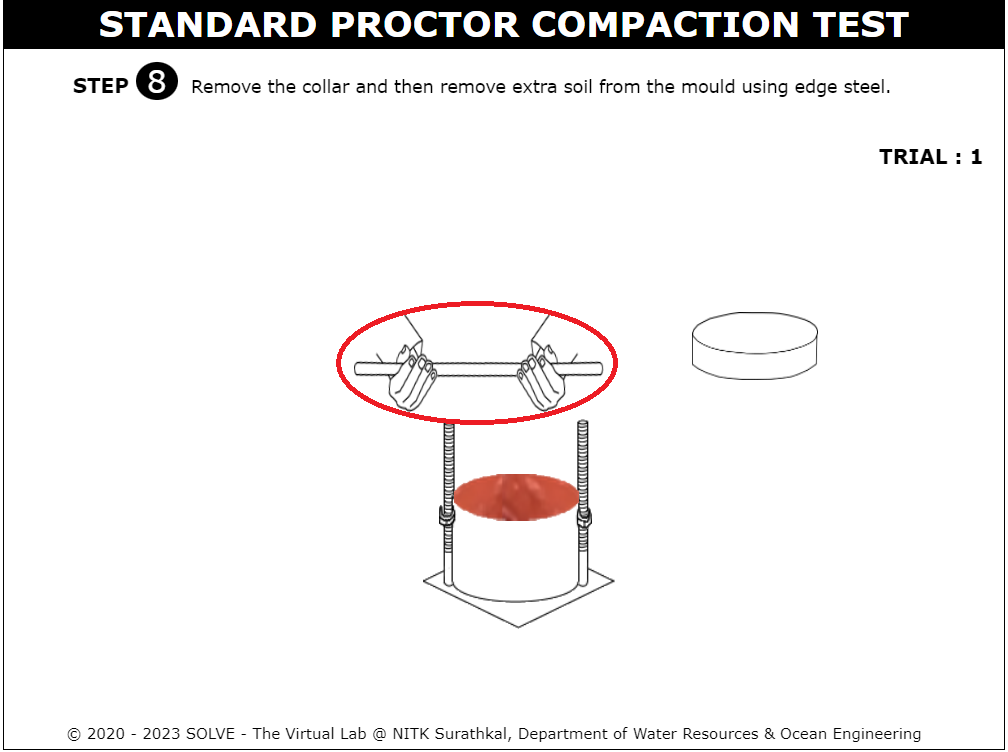 STANDARD PROCTOR COMPACTION TEST
STEP 8 Remove the collar and then remove extra soil from the mould using edge steel.
TRIAL : 1
© 2020 - 2023 SOLVE - The Virtual Lab @ NITK Surathkal, Department of Water Resources & Ocean Engineering